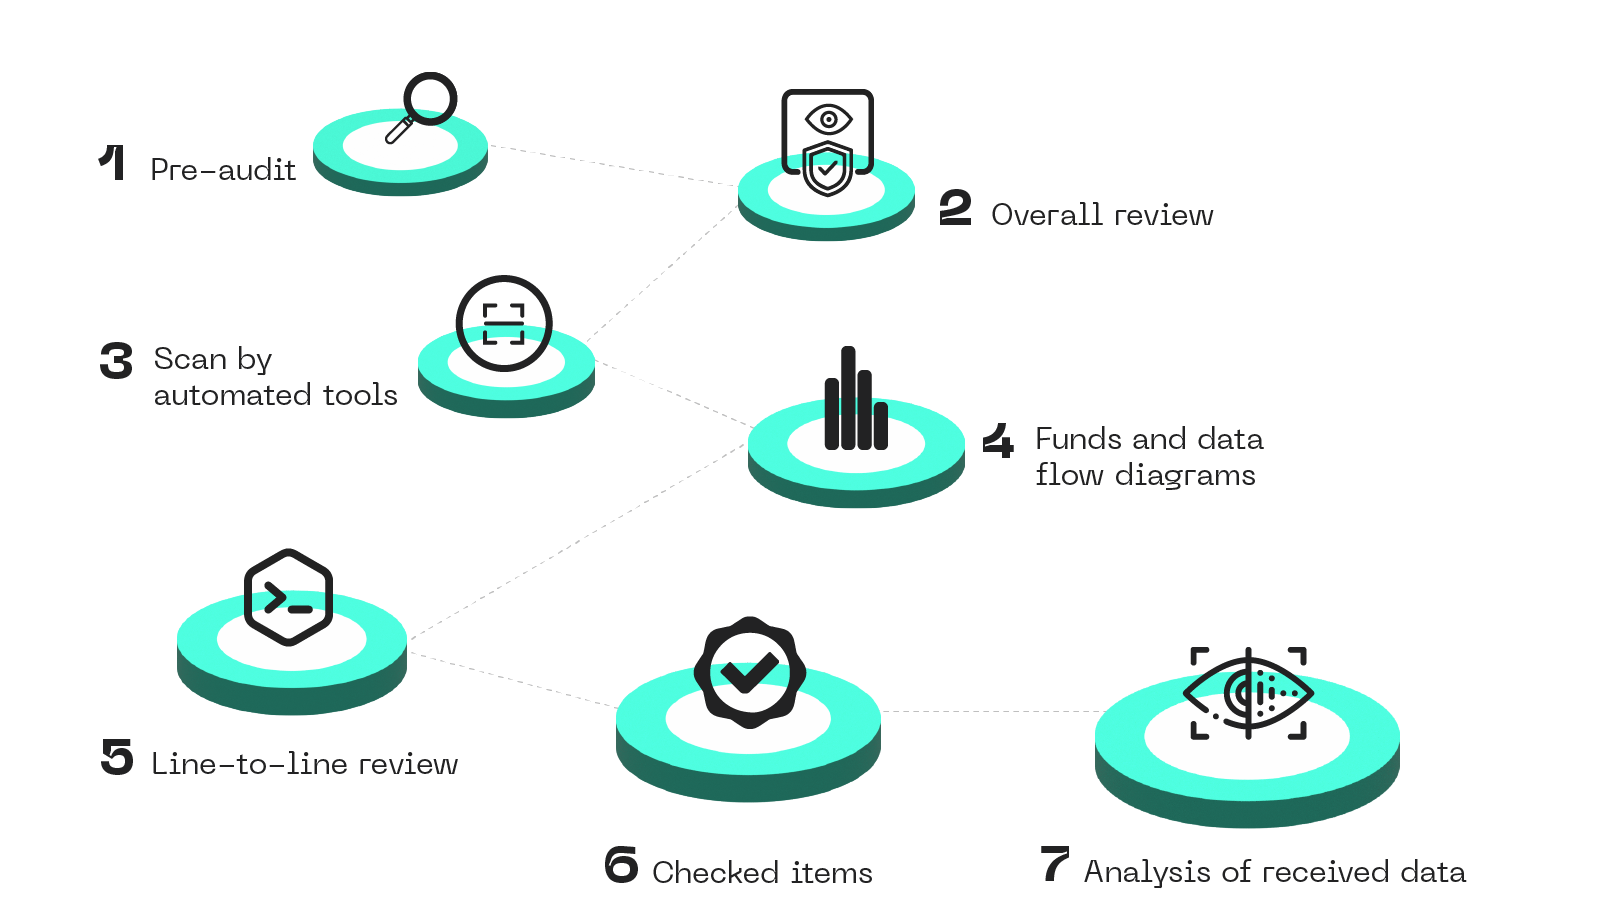 1 Pre-audit
2 Overall review
3 Scan by
automated tools
4 Funds and data
flow diagrams
5 Line-to-line review
6 Checked items
7 Analysis of received data